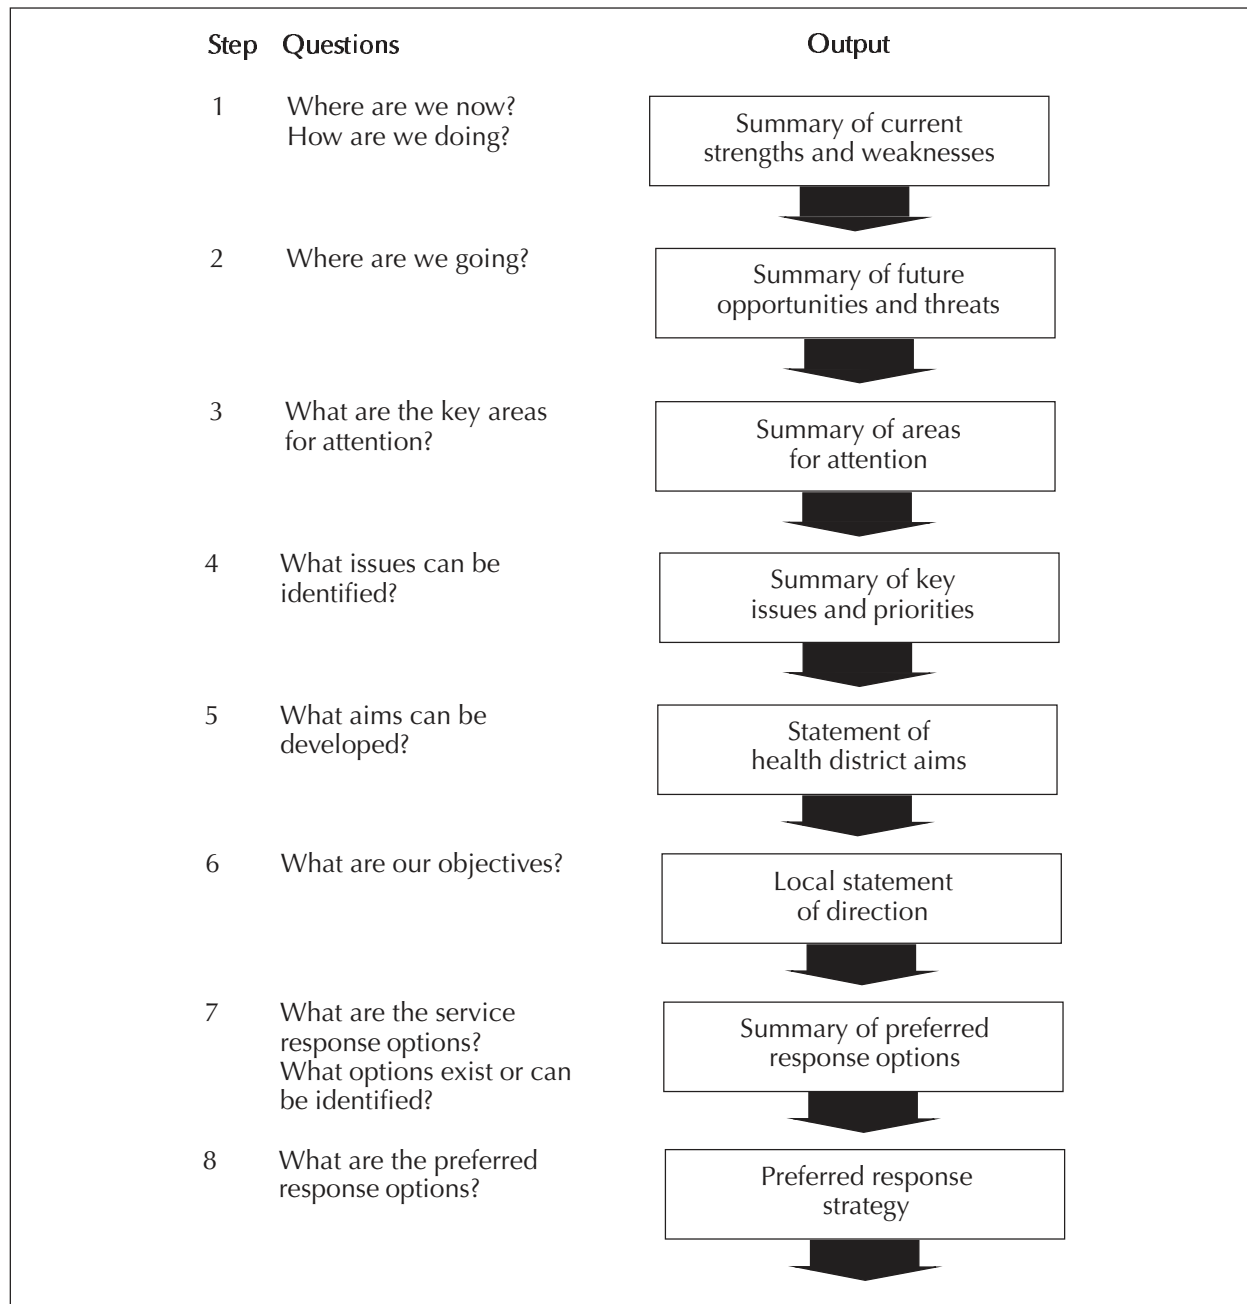 Step Questions Output
1 Where are we now?
How are we doing?
Summary of current
strengths and weaknesses
2 Where are we going?
Summary of future
opportunities and threats
3 What are the key areas
for attention?
Summary of areas
for attention
4 What issues can be
identified?
Summary of key
issues and priorities
5 What aims can be
developed?
Statement of
health district aims
6 What are our objectives?
Local statement
of direction
7 What are the service
response options?
What options exist or can
be identified?
Summary of preferred
response options
8 What are the preferred
response options?
Preferred response
strategy